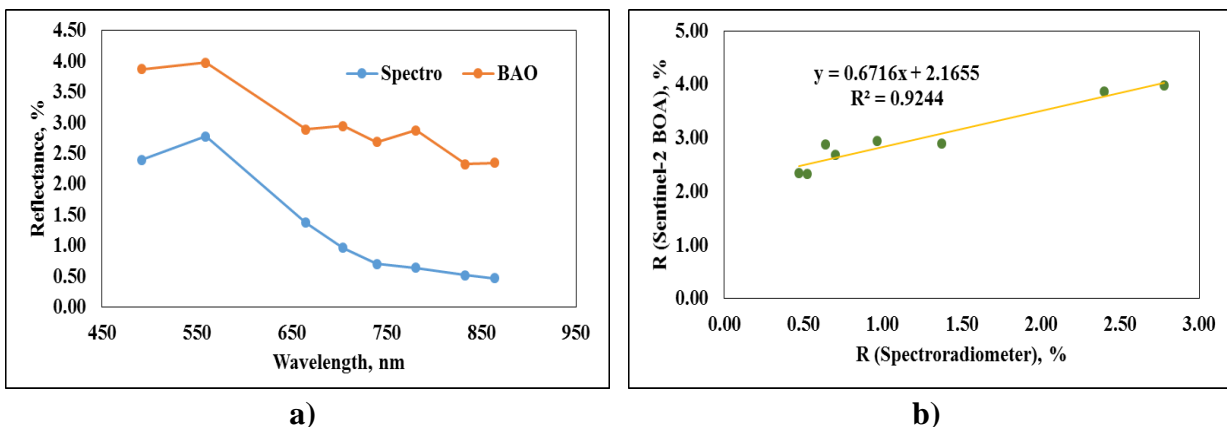 4.50
4.00
3.50
3.00
2.50
2.00
1.50
1.00
0.50
0.00
Reflectance, %
Spectro BAO
450 550 650 750 850 950
Wavelength, nm
a)
5.00
4.00
3.00
2.00
1.00
0.00
R (Sentinel-2 BOA), %
y = 0.6716x + 2.1655
R² = 0.9244
0.00 0.50 1.00 1.50 2.00 2.50 3.00
R (Spectroradiometer), %
b)